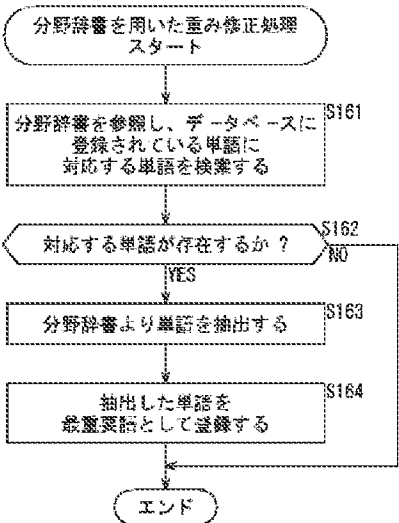 分野辞書を用いた重み修正処理
スタート
S161
分野辞書を参照し、データベースに
登録されている単語に
対応する単語を検索する
S162
対応する単語が存在するか ?
NO
YES
S163
分野辞書より単語を抽出する
S164
抽出した単語を
最重要語として登録する
エンド